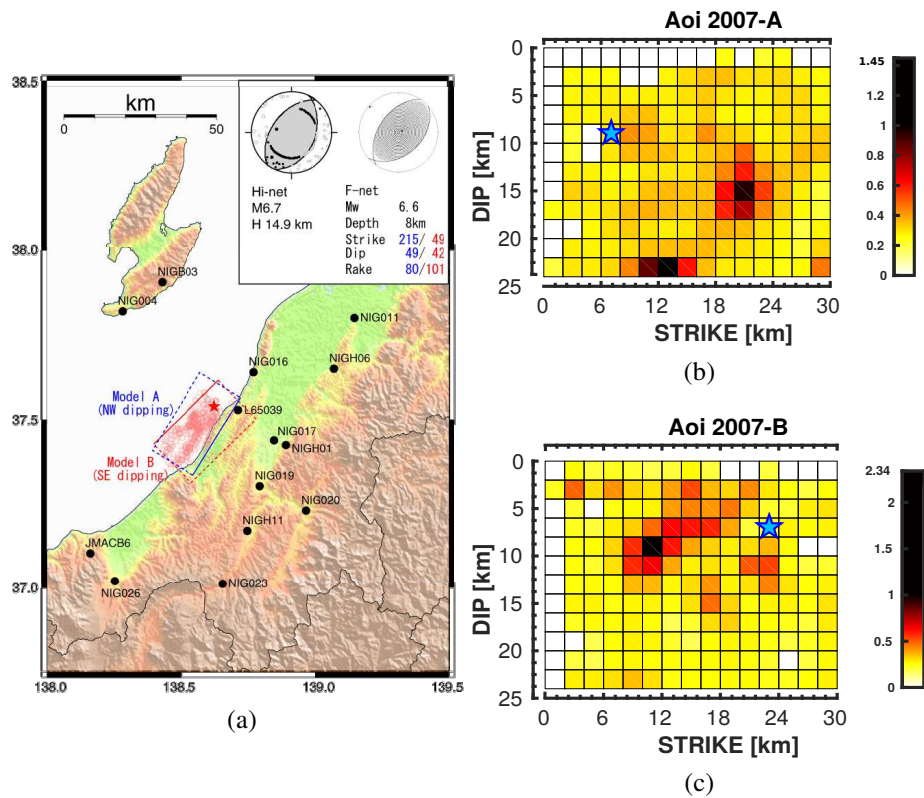 38.5
38.0
37.5
37.0
138.0
138.5
139.0
139.5
km
0
50
Hi-net
M6.7
H 14.9 km
F-net
Mw 6.6
Depth 8km
Strike 215/ 49
Dip 49/ 42
Rake 80/101
NIGB03
NIG004
NIG011
NIG016
NIGH06
Model A
(NW dipping)
L65039
NIG017
Model B
(SE dipping)
NIGH01
NIG019
NIG020
NIGH11
JMACB6
NIG023
NIG026
(a)
Aoi 2007-A
DIP [km]
0
5
10
15
20
25
0 6 12 18 24 30
STRIKE [km]
1.45
1.2
1
0.8
0.6
0.4
0.2
0
(b)
Aoi 2007-B
DIP [km]
0
5
10
15
20
25
0 6 12 18 24 30
STRIKE [km]
2.34
2
1.5
1
0.5
0
(c)